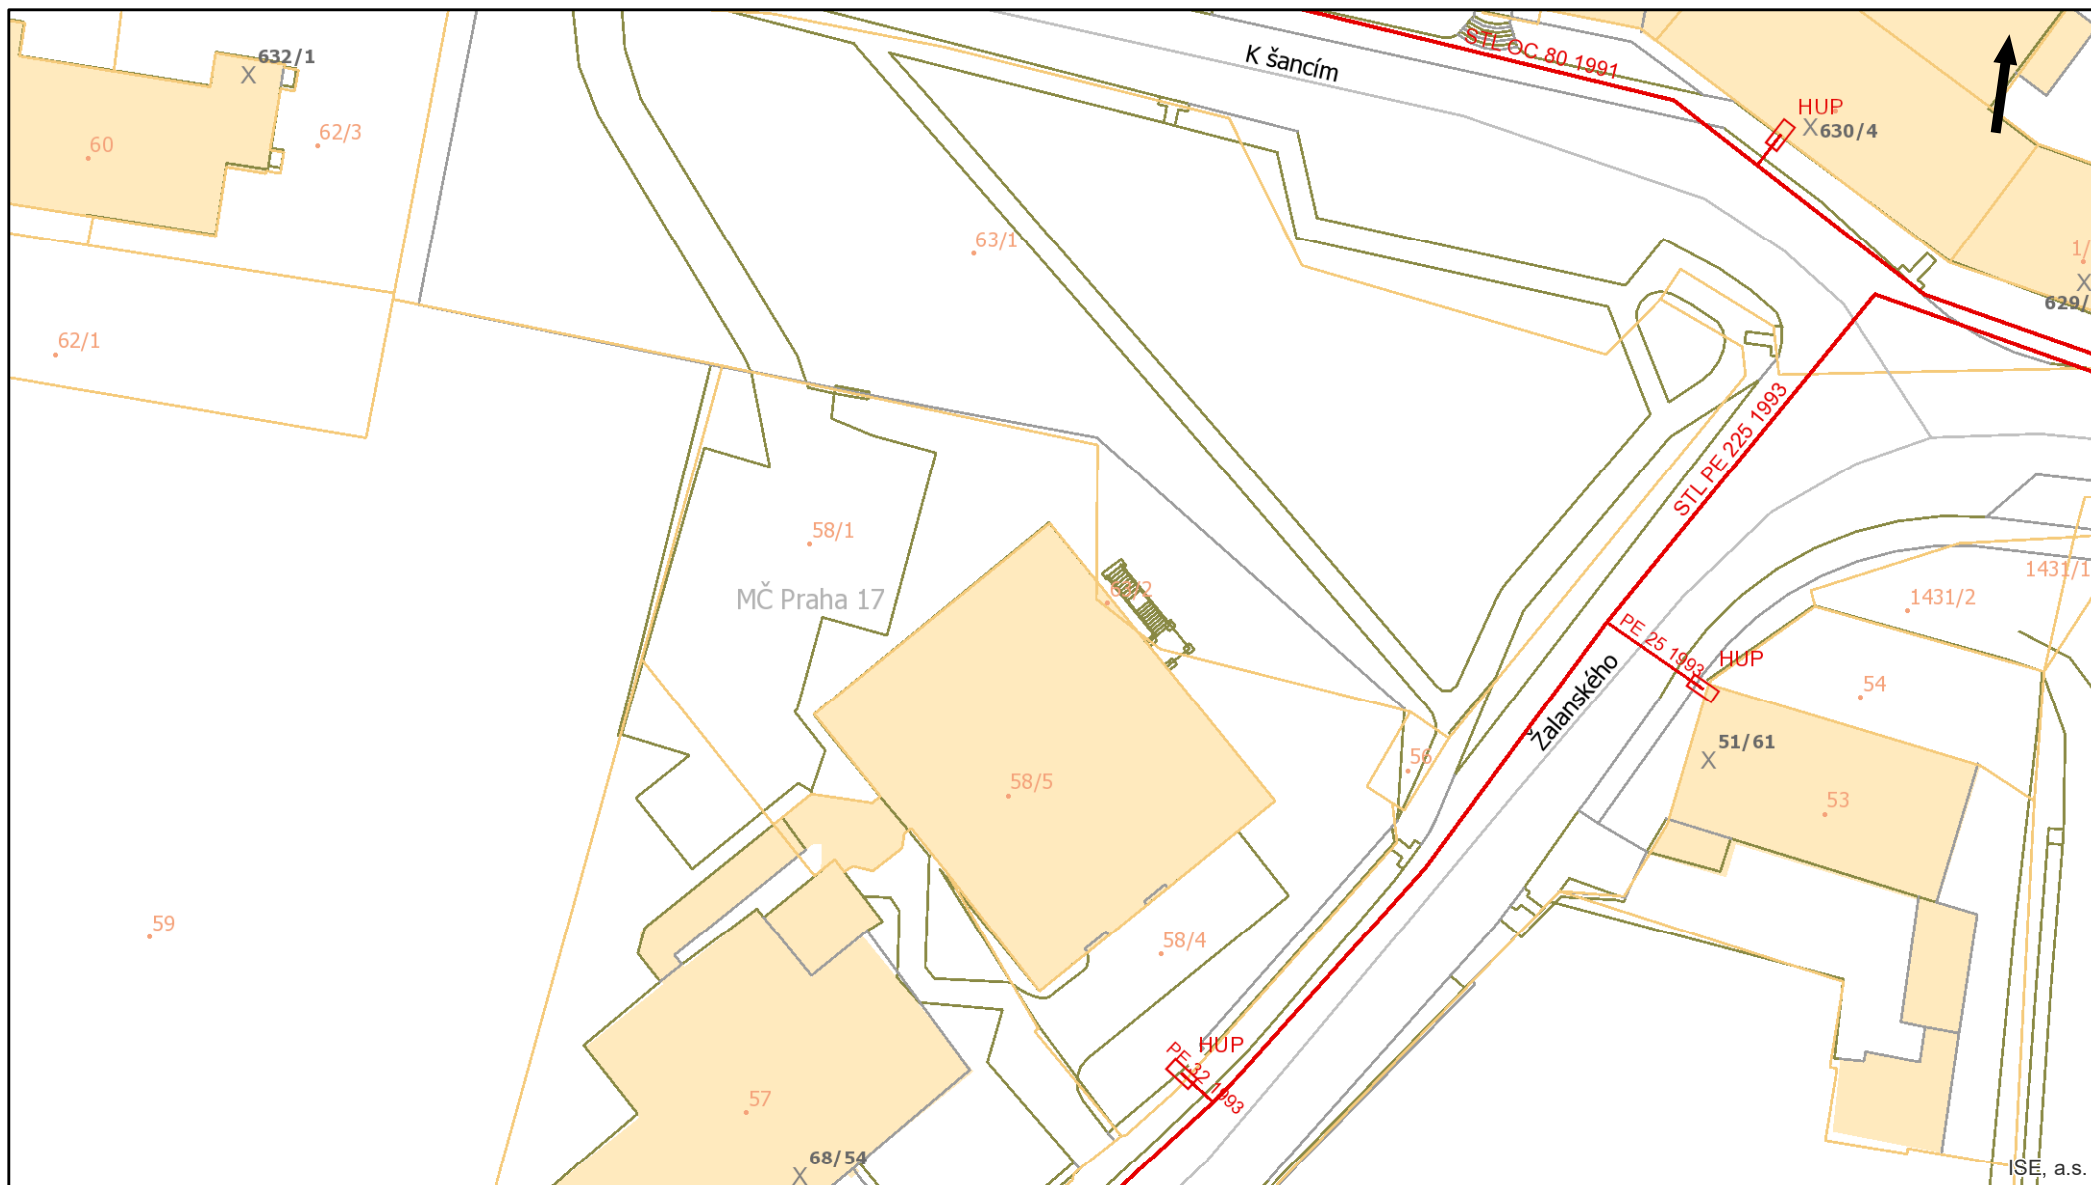 632/1
60
62/3
62/1
63/1
K šancím
STL OC 80 1991
HUP
630/4
1/
629/
STL PE 225 1993
58/1
MČ Praha 17
63/2
1431/1
1431/2
PE 25 1993
HUP
54
Žalanského
51/61
56
58/5
53
59
58/4
HUP
PE 32 1993
57
68/54
ISE, a.s.